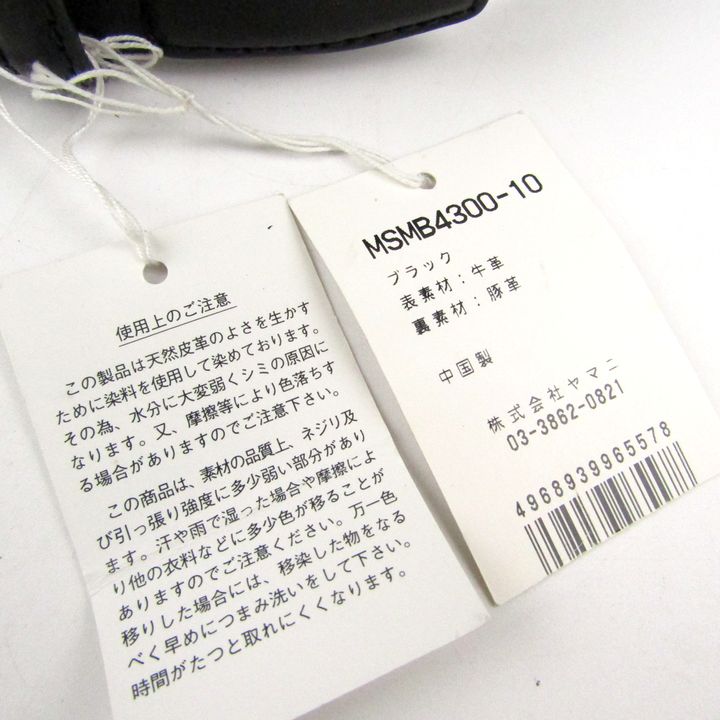 使用上のご注意
この製品は天然皮革のよさを生かす
ために染料を使用して染めております。
その為、水分に大変弱くシミの原因に
なります。又、摩擦等により色落ちす
る場合がありますのでご注意下さい。
この商品は、素材の品質上、ネジリ及
び引っ張り強度に多少弱い部分があり
ます。汗や雨で湿った場合や摩擦によ
り他の衣料などに多少色が移ることが
ありますのでご注意ください。万一色
移りした場合には、移染した物をなる
べく早めにつまみ洗いをして下さい。
時間がたつと取れにくくなります。
MSMB4300-10
ブラック
表素材：牛革
裏素材：豚革
中国製
株式会社ヤマニ
03-3862-0821
4968939965578